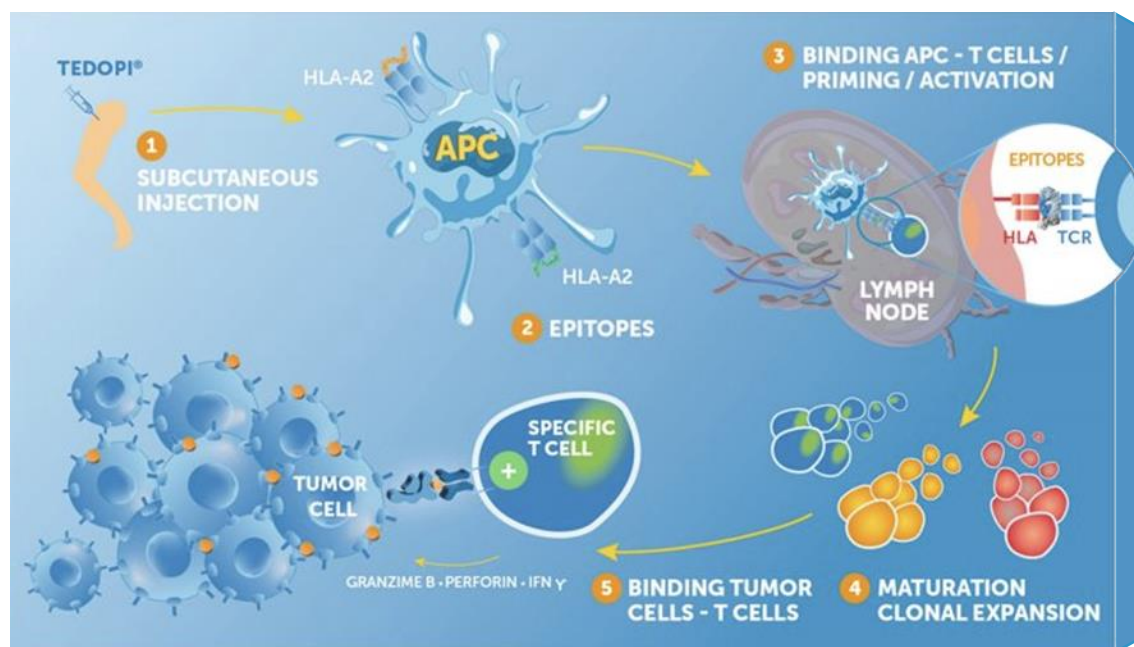 TEDOPI®
1
SUBCUTANEOUS
INJECTION
HLA-A2
APC
HLA-A2
2 EPITOPES
3 BINDING APC - T CELLS /
PRIMING / ACTIVATION
EPITOPES
HLA TCR
LYMPH
NODE
4 MATURATION
CLONAL EXPANSION
5 BINDING TUMOR
CELLS - T CELLS
SPECIFIC
T CELL
+
TUMOR
CELL
GRANZIME B • PERFORIN • IFN γ